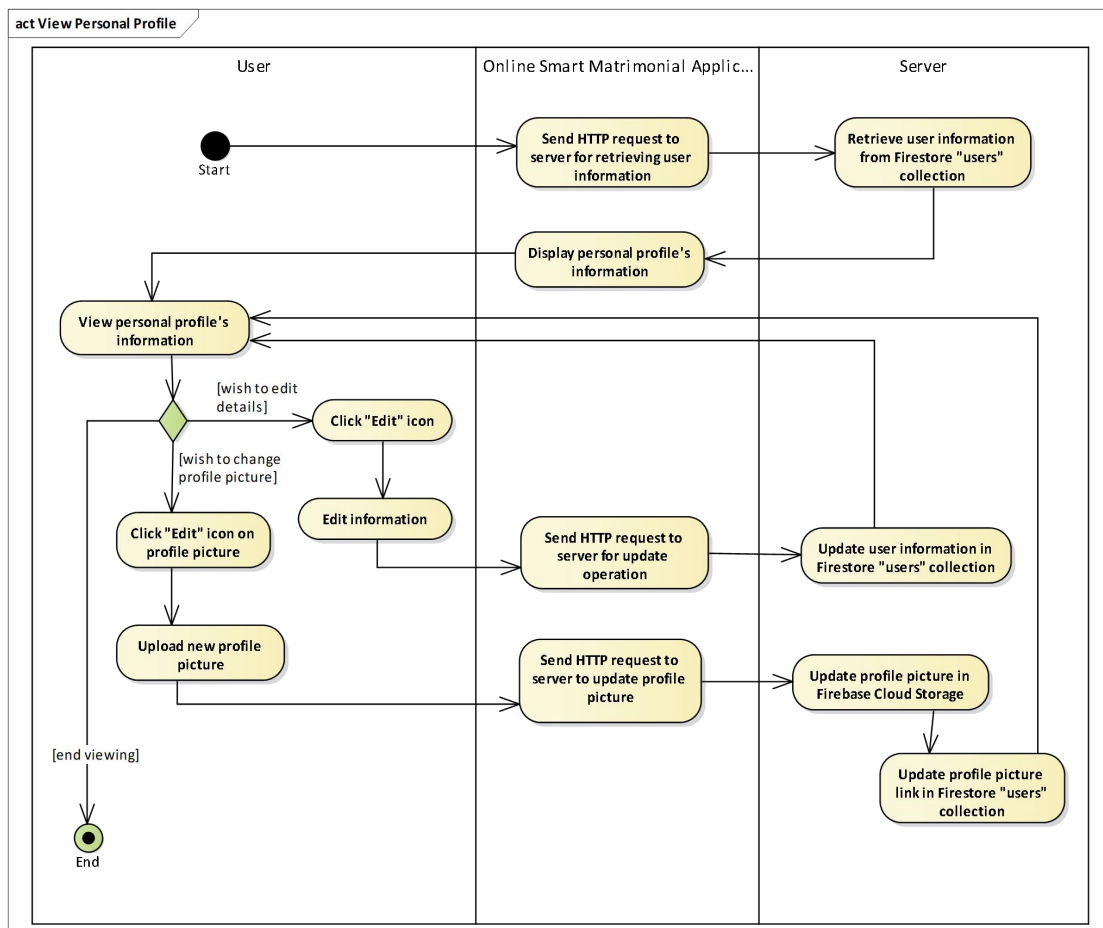 act View Personal Profile
User
Online Smart Matrimonial Applic...
Server
Start
Send HTTP request to
server for retrieving user
information
Retrieve user information
from Firestore "users"
collection
Display personal profile's
information
View personal profile's
information
[wish to edit
details]
Click "Edit" icon
[wish to change
profile picture]
Edit information
Click "Edit" icon on
profile picture
Send HTTP request to
server for update
operation
Update user information in
Firestore "users" collection
Upload new profile
picture
Send HTTP request to
server to update profile
picture
Update profile picture in
Firebase Cloud Storage
[end viewing]
Update profile picture
link in Firestore "users"
collection
End